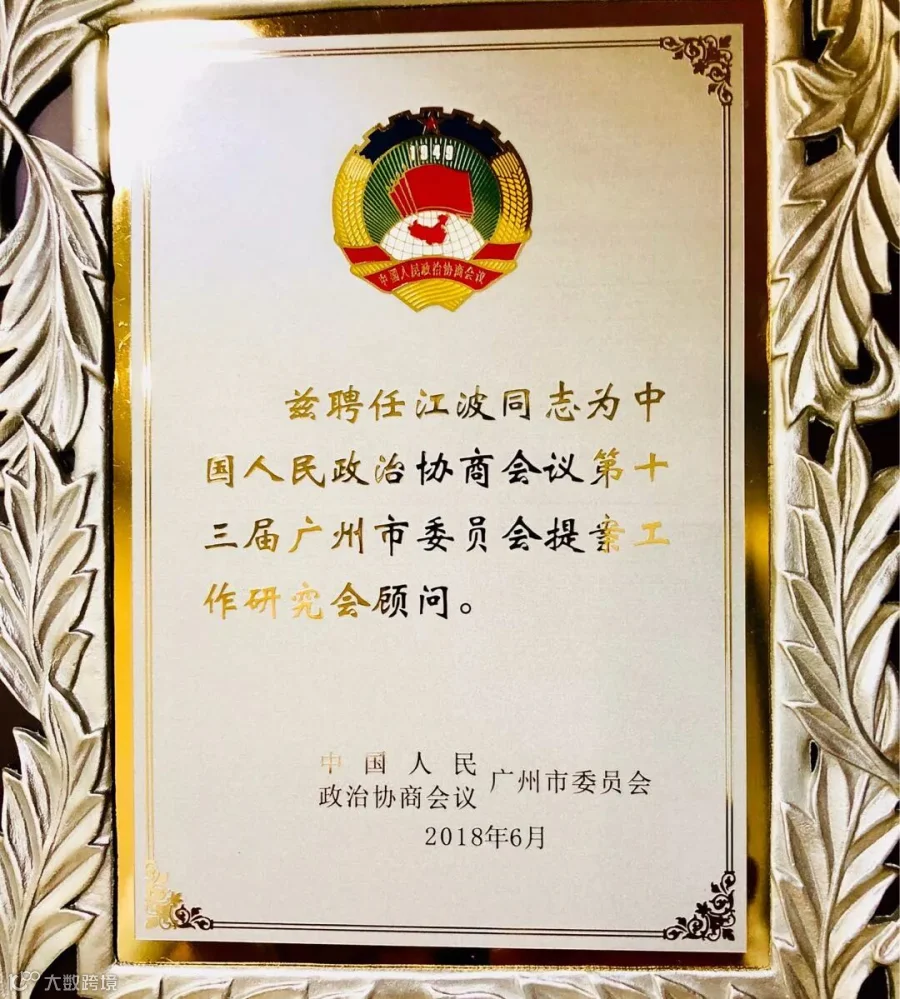 1949
中国人民政治协商会议
兹聘任江波同志为中
国人民政治协商会议第十
三届广州市委员会提案工
作研究会顾问。
中国人民
政治协商会议 广州市委员会
2018年6月
大数跨境